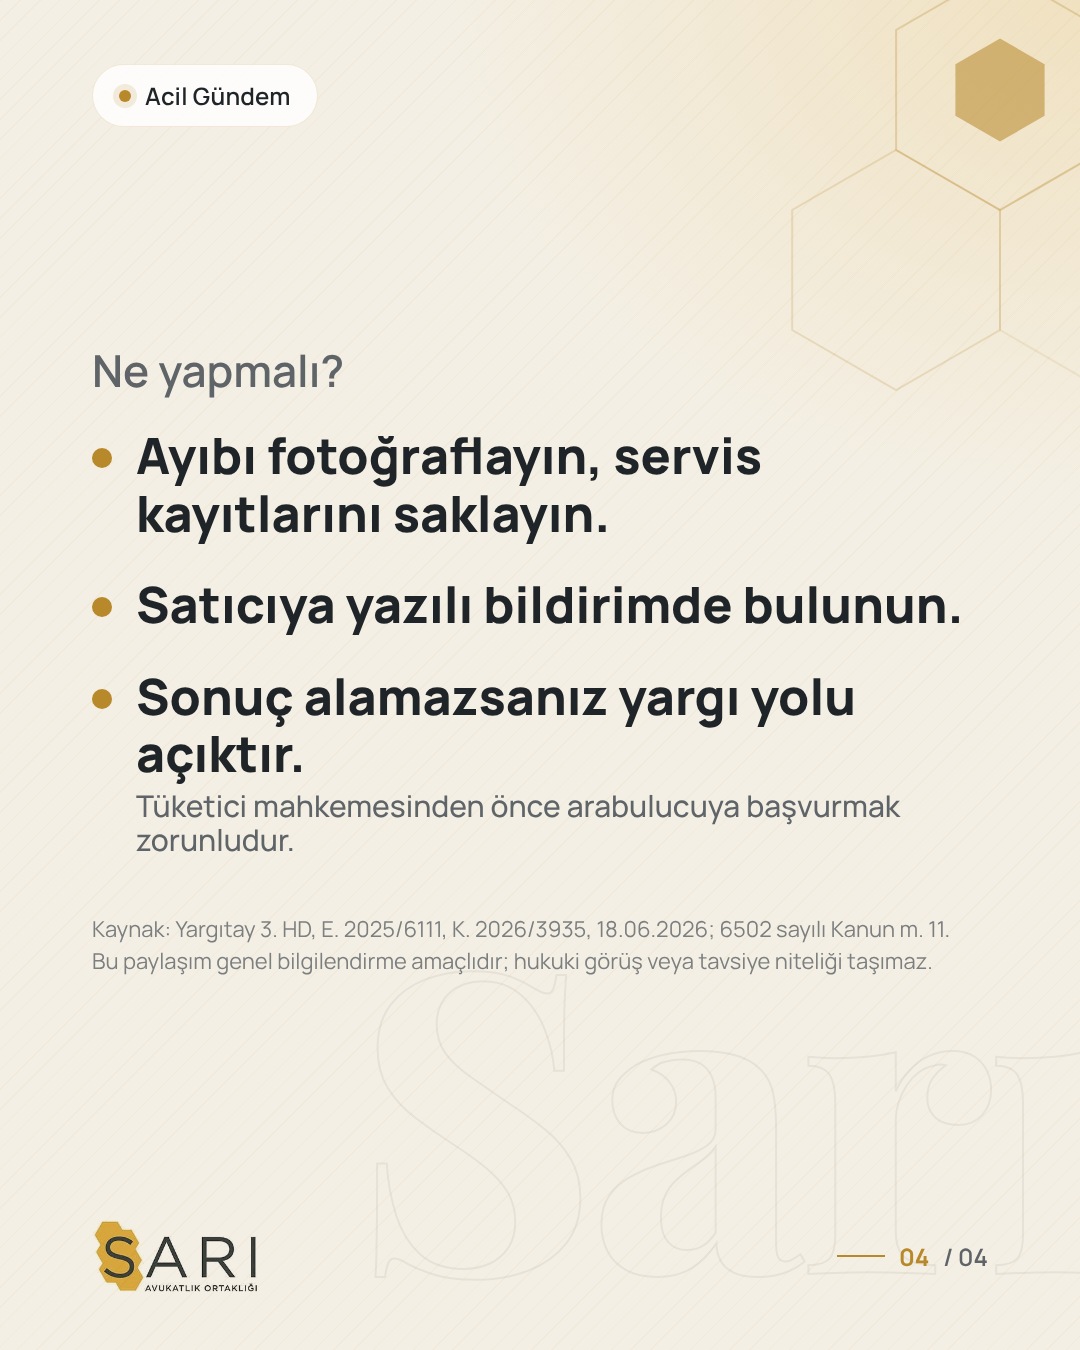 Acil Gündem
Ne yapmalı?
Ayıbı fotoğraflayın, servis
kayıtlarını saklayın.
Satıcıya yazılı bildirimde bulunun.
Sonuç alamazsanız yargı yolu
açıktır.
Tüketici mahkemesinden önce arabulucuya başvurmak
zorunludur.
Kaynak: Yargıtay 3. HD, E. 2025/6111, K. 2026/3935, 18.06.2026; 6502 sayılı Kanun m. 11.
Bu paylaşım genel bilgilendirme amaçlıdır; hukuki görüş veya tavsiye niteliği taşımaz.
Sarı
SARI
AVUKATLIK ORTAKLIĞI
04 / 04